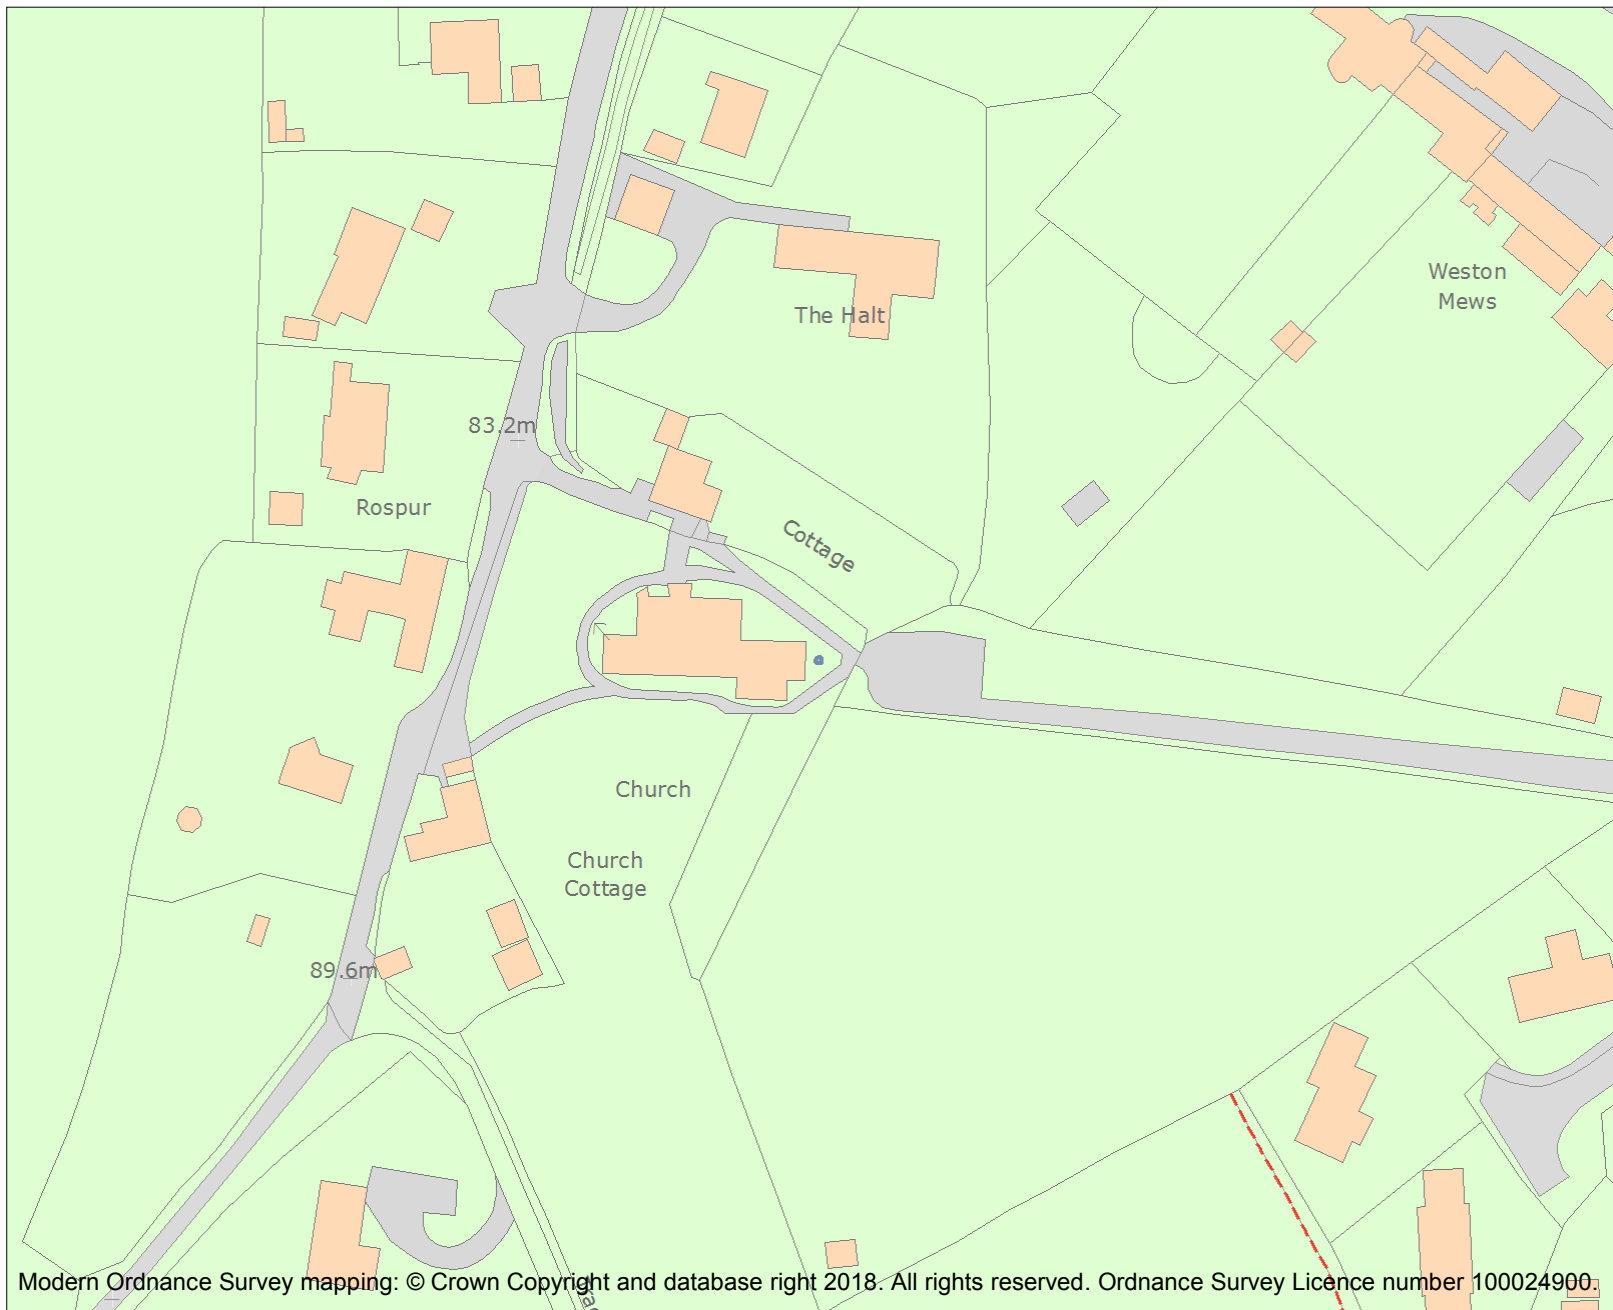 Weston
Mews
The Halt
83.2m
Rospur
Cottage
Church
Church
Cottage
89.6m
Modern Ordnance Survey mapping: © Crown Copyright and database right 2018. All rights reserved. Ordnance Survey Licence number 100024900.